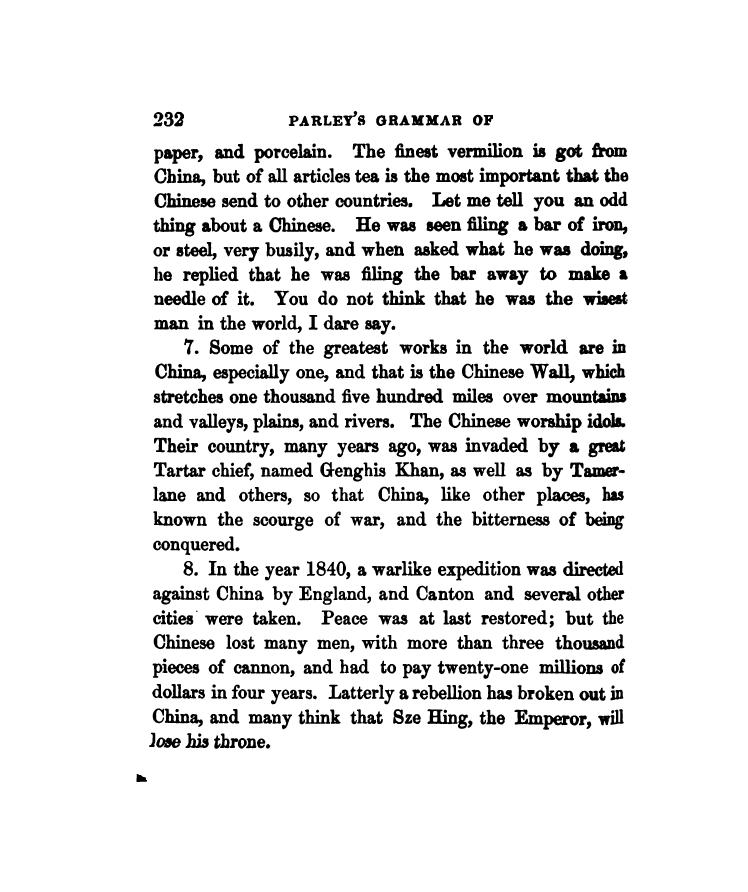 232 PARLEY'S GRAMMAR OF
paper, and porcelain. The finest vermilion is got from
China, but of all articles tea is the most important that the
Chinese send to other countries. Let me tell you an odd
thing about a Chinese. He was seen filing a bar of iron,
or steel, very busily, and when asked what he was doing,
he replied that he was filing the bar away to make a
needle of it. You do not think that he was the wisest
man in the world, I dare say.
7. Some of the greatest works in the world are in
China, especially one, and that is the Chinese Wall, which
stretches one thousand five hundred miles over mountains
and valleys, plains, and rivers. The Chinese worship idols.
Their country, many years ago, was invaded by a great
Tartar chief, named Genghis Khan, as well as by Tamer-
lane and others, so that China, like other places, has
known the scourge of war, and the bitterness of being
conquered.
8. In the year 1840, a warlike expedition was directed
against China by England, and Canton and several other
cities were taken. Peace was at last restored; but the
Chinese lost many men, with more than three thousand
pieces of cannon, and had to pay twenty-one millions of
dollars in four years. Latterly a rebellion has broken out in
China, and many think that Sze Hing, the Emperor, will
lose his throne.